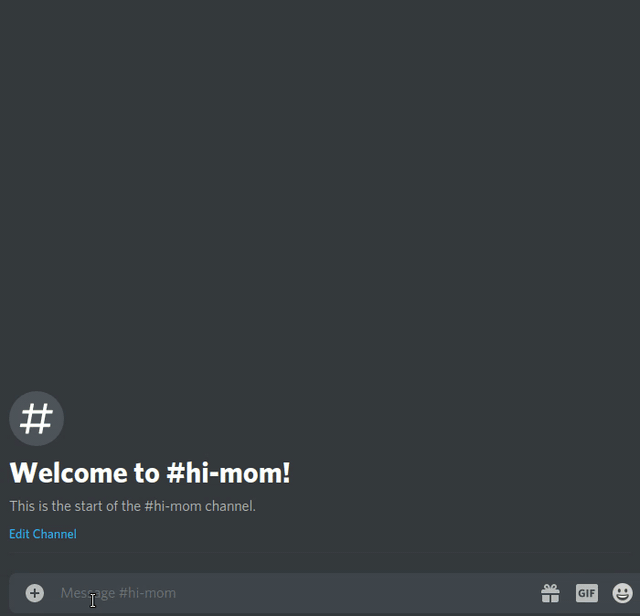 #
Welcome to #hi-mom!
This is the start of the #hi-mom channel.
Edit Channel
Message #hi-mom
GIF